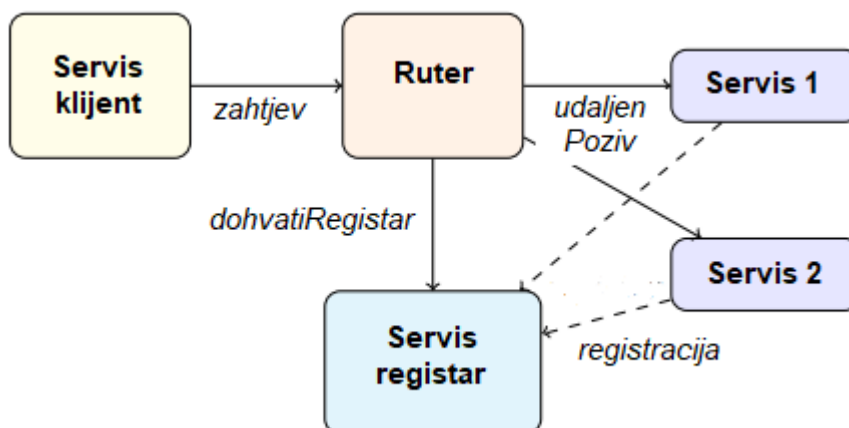 Servis
klijent
zahtjev
Ruter
udaljen
Poziv
Servis 1
dohvatiRegistar
Servis 2
Servis
registar
registracija